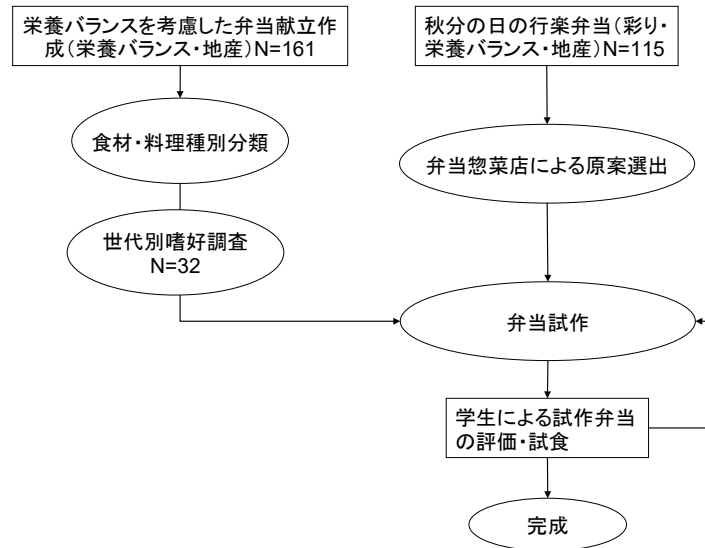 栄養バランスを考慮した弁当献立作
成(栄養バランス・地産)N=161
秋分の日の行楽弁当(彩り・
栄養バランス・地産)N=115
食材・料理種別分類
弁当惣菜店による原案選出
世代別嗜好調査
N=32
弁当試作
学生による試作弁当
の評価・試食
完成